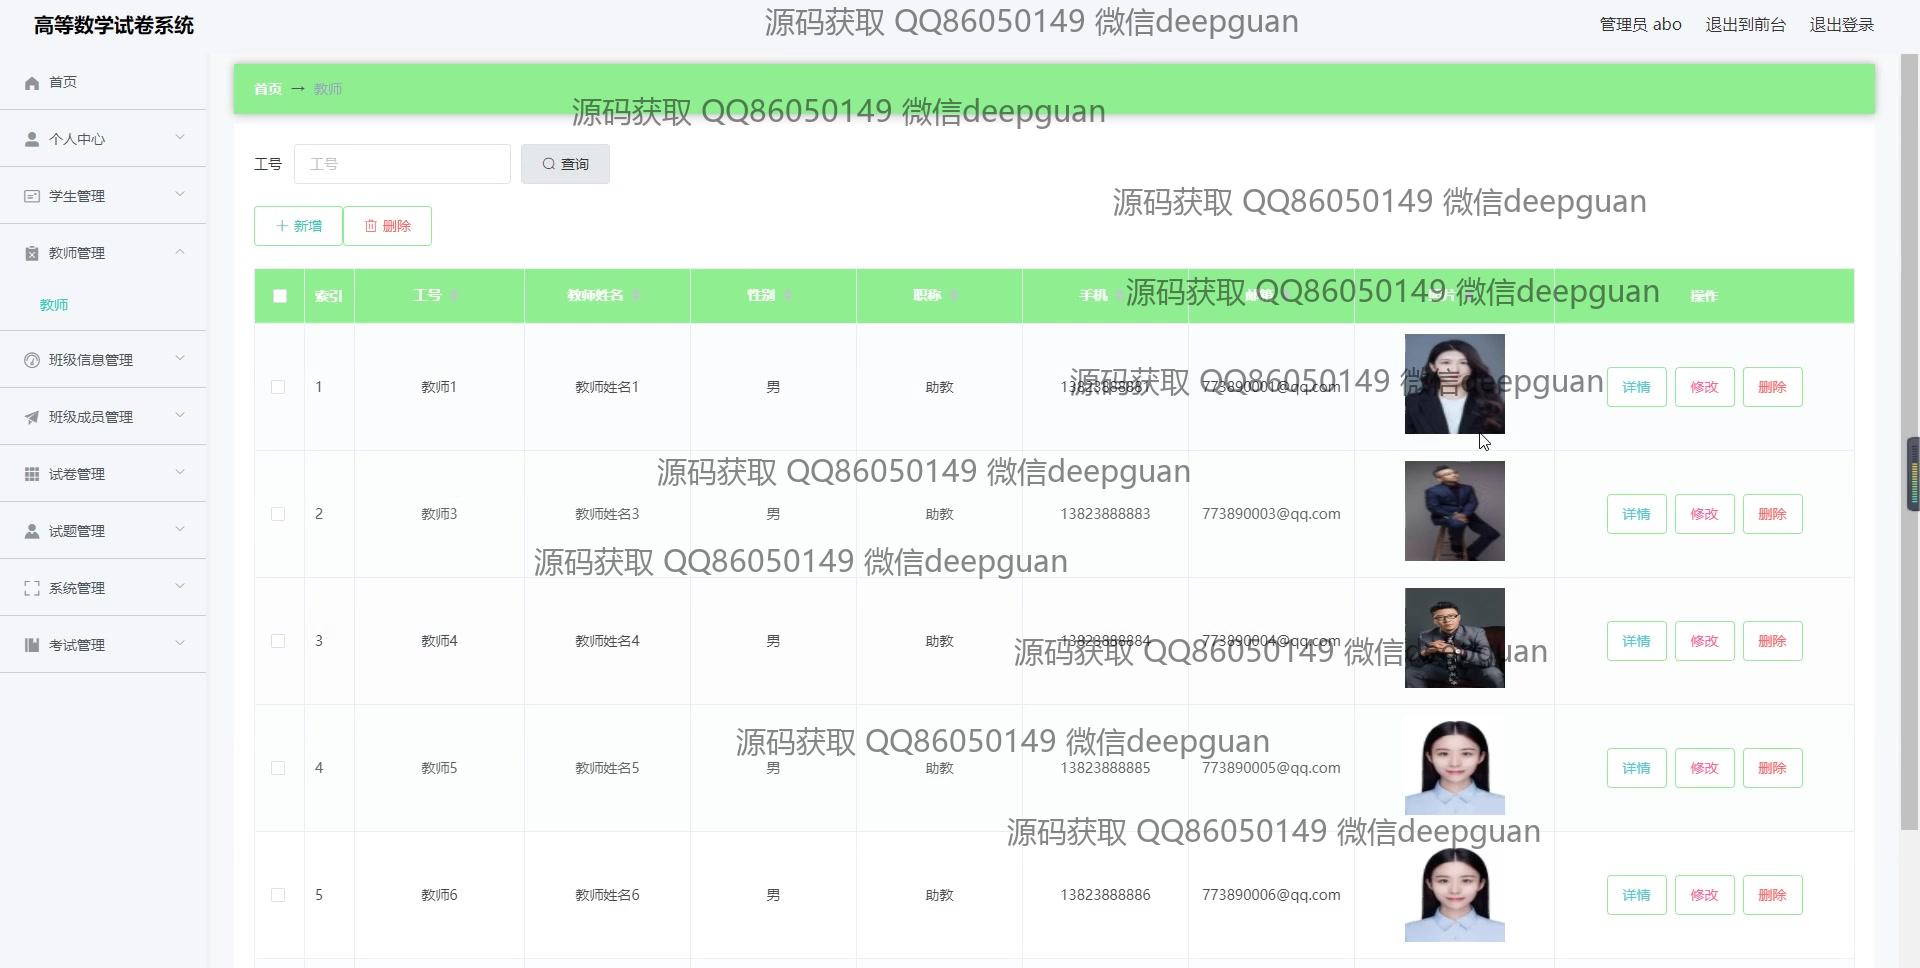 高等数学试卷系统
源码获取 QQ86050149 微信deepguan
管理员 abo 退出到前台 退出登录
首页
个人中心
学生管理
教师管理
教师
班级信息管理
班级成员管理
试卷管理
试题管理
系统管理
考试管理
首页 → 教师
源码获取 QQ86050149 微信deepguan
工号 工号 查询
源码获取 QQ86050149 微信deepguan
新增 删除
索引 工号 教师姓名 性别 职称 手机 操作
源码获取 QQ86050149 微信deepguan
1 教师1 教师姓名1 男 助教 13823888881 773890001@qq.com 详情 修改 删除
源码获取 QQ86050149 微信deepguan
源码获取 QQ86050149 微信deepguan
2 教师3 教师姓名3 男 助教 13823888883 773890003@qq.com 详情 修改 删除
源码获取 QQ86050149 微信deepguan
3 教师4 教师姓名4 男 助教 13823888884 773890004@qq.com 详情 修改 删除
源码获取 QQ86050149 微信deepguan
源码获取 QQ86050149 微信deepguan
4 教师5 教师姓名5 男 助教 13823888885 773890005@qq.com 详情 修改 删除
源码获取 QQ86050149 微信deepguan
5 教师6 教师姓名6 男 助教 13823888886 773890006@qq.com 详情 修改 删除